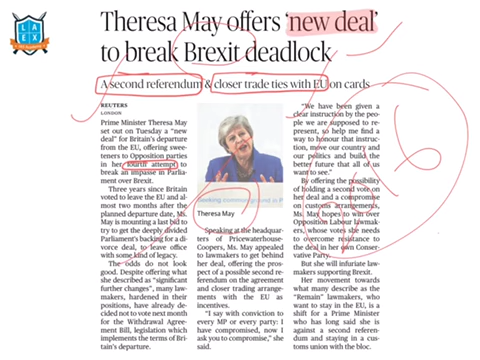 LA
EX
Theresa May offers 'new deal'
to break Brexit deadlock
A second referendum & closer trade ties with EU on cards
REUTERS
LONDON
Prime Minister Theresa May
set out on Tuesday a "new
deal" for Britain's departure
from the EU, offering swee-
teners to Opposition parties
in her fourth attempt to
break an impasse in Parlia-
ment over Brexit.
Three years since Britain
voted to leave the EU and al-
most two months after the
planned departure date, Ms.
May is mounting a last bid to
try to get the deeply divided
Parliament's backing for a di-
vorce deal, to leave office
with some kind of legacy.
The odds do not look
good. Despite offering what
she described as "significant
further changes", many law-
makers, hardened in their
positions, have already deci-
ded not to vote next month
for the Withdrawal Agree-
ment Bill, legislation which
implements the terms of Bri-
tain's departure.
Theresa May
Speaking at the headquar-
ters of Pricewaterhouse-
Coopers, Ms. May appealed
to lawmakers to get behind
her deal, offering the pros-
pect of a possible second ref-
erendum on the agreement
and closer trading arrange-
ments with the EU as
incentives.
"I say with conviction to
every MP or every party: I
have compromised, now I
ask you to compromise," she
said.
"We have been given a
clear instruction by the people
we are supposed to re-
present, so help me find a
way to honour that instruc-
tion, move our country and
our politics and build the
better future that all of us
want to see."
By offering the possibility
of holding a second vote on
the deal and a compromise
on customs arrangements,
Ms. May hopes to win over
Opposition Labour lawmak-
ers, whose votes she needs
to overcome resistance to
the deal in her own Conser-
vative Party.
But she will infuriate law-
makers supporting Brexit.
Her movement towards
what many describe as the
"Remain" lawmakers, who
want to stay in the EU, is a
shift for a Prime Minister
who has long said she is
against a second referen-
dum and staying in a cus-
toms union with the bloc.
2016